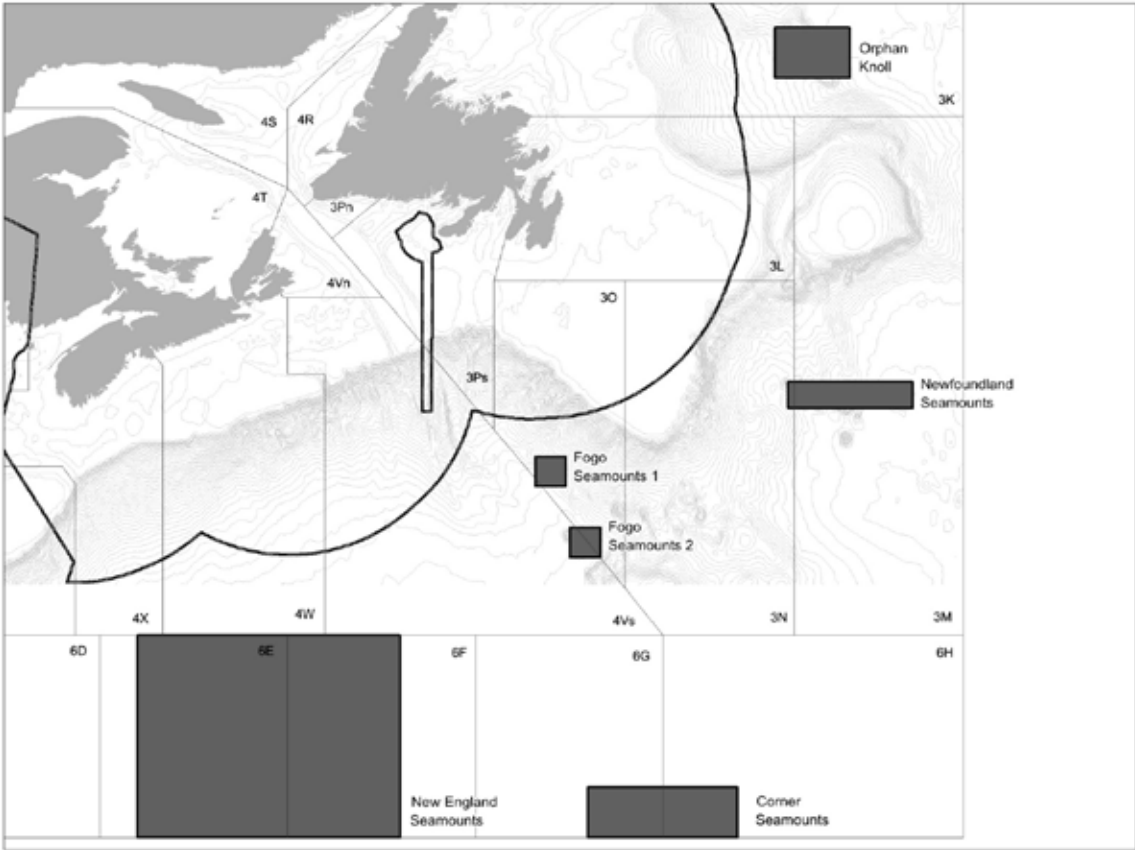 Orphan
Knoll
3K
4S
4R
4T
3Pn
3L
4Vn
3O
3Ps
Newfoundland
Seamounts
Fogo
Seamounts 1
Fogo
Seamounts 2
4X
4W
4Vs
3N
3M
6D
6E
6F
6G
6H
New England
Seamounts
Corner
Seamounts